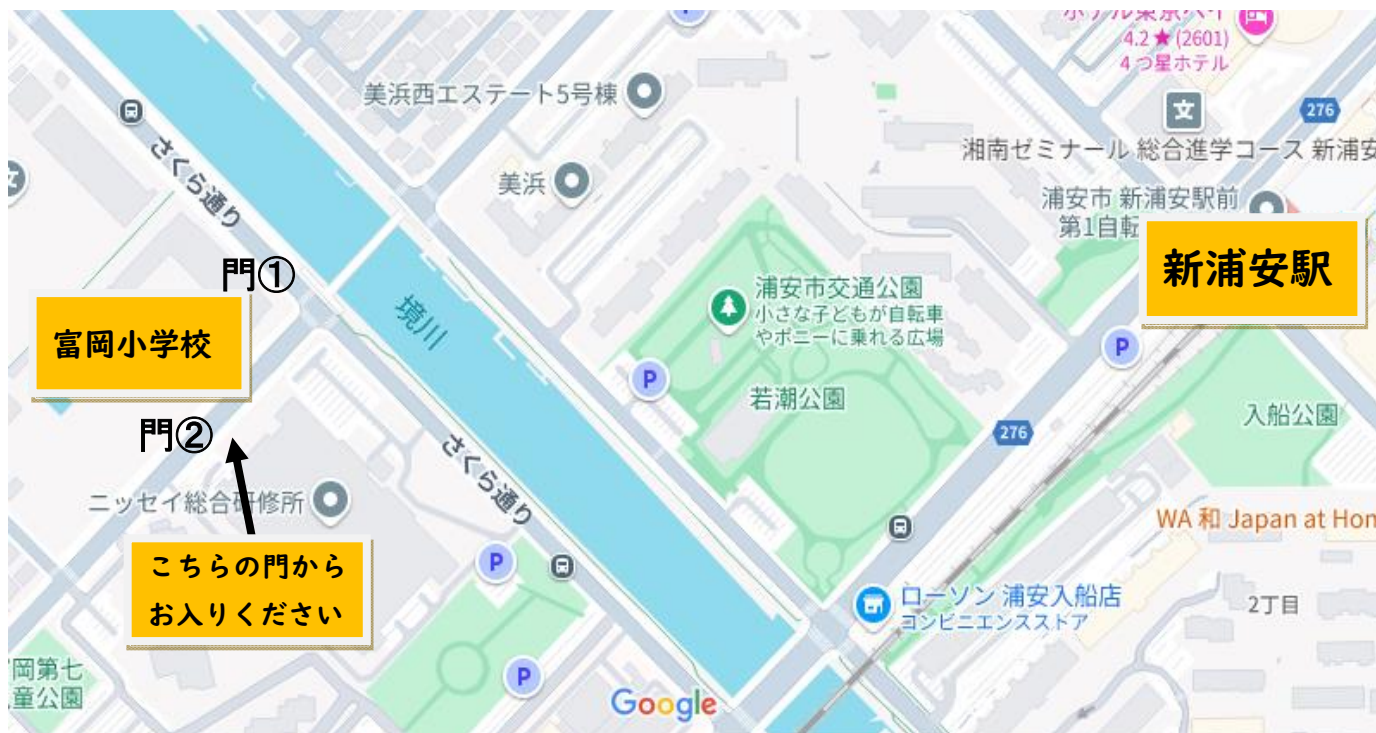 ホテル東京ベイ
4.2★(2601)
4つ星ホテル
美浜西エステート5号棟
276
湘南ゼミナール 総合進学コース 新浦安
さくら通り
美浜
浦安市 新浦安駅前
第1自転
新浦安駅
門①
浦安市交通公園
小さな子どもが自転車
やポニーに乗れる広場
境川
富岡小学校
P
P
若潮公園
入船公園
276
門②
さくら通り
ニッセイ総合研修所
WA 和 Japan at Hom
こちらの門から
お入りください
P
ローソン 浦安入船店
コンビニエンスストア
2丁目
岡第七
童公園
P
Google